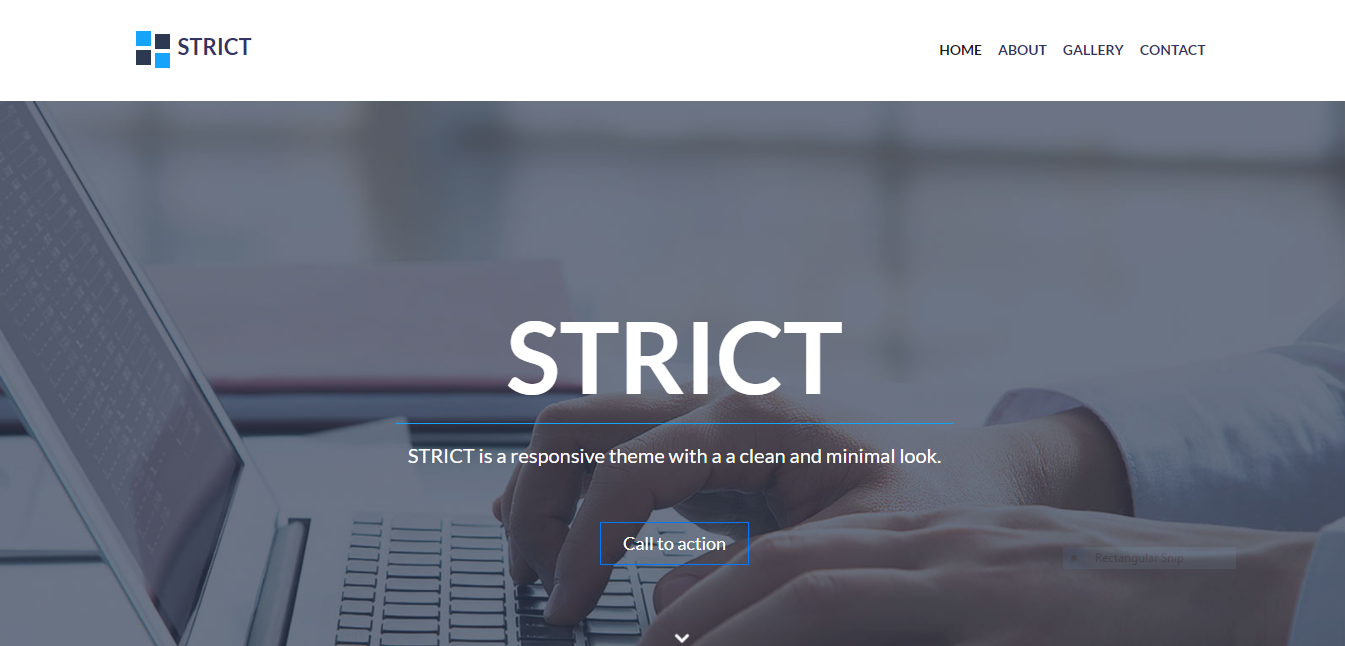 STRICT
HOME ABOUT GALLERY CONTACT
STRICT
STRICT is a responsive theme with a a clean and minimal look.
Call to action
Rectangular Snip